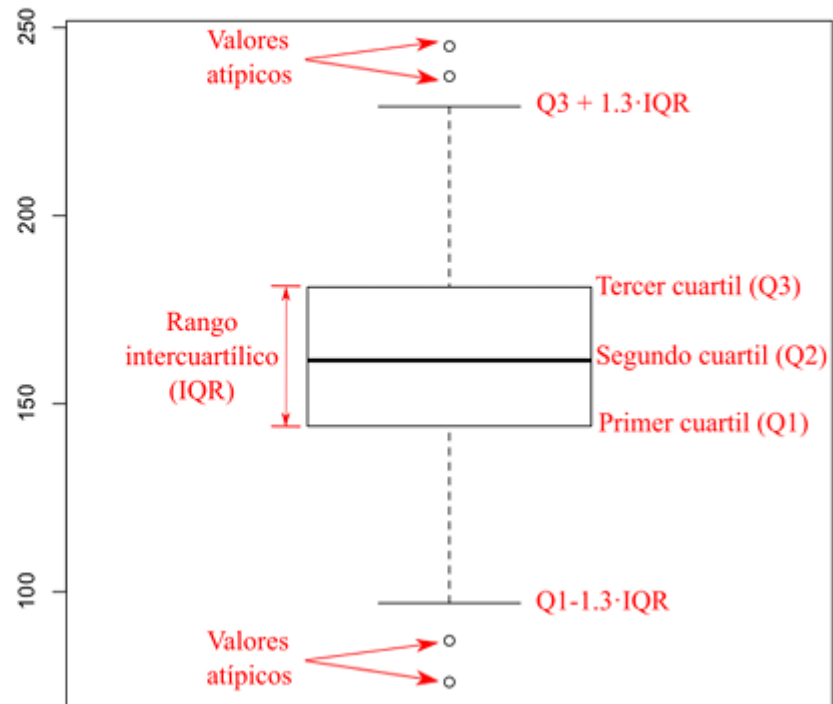 250
Valores
atípicos
Q3 + 1.3·IQR
200
Tercer cuartil (Q3)
Rango
intercuartílico
(IQR)
Segundo cuartil (Q2)
150
Primer cuartil (Q1)
100
Q1-1.3·IQR
Valores
atípicos